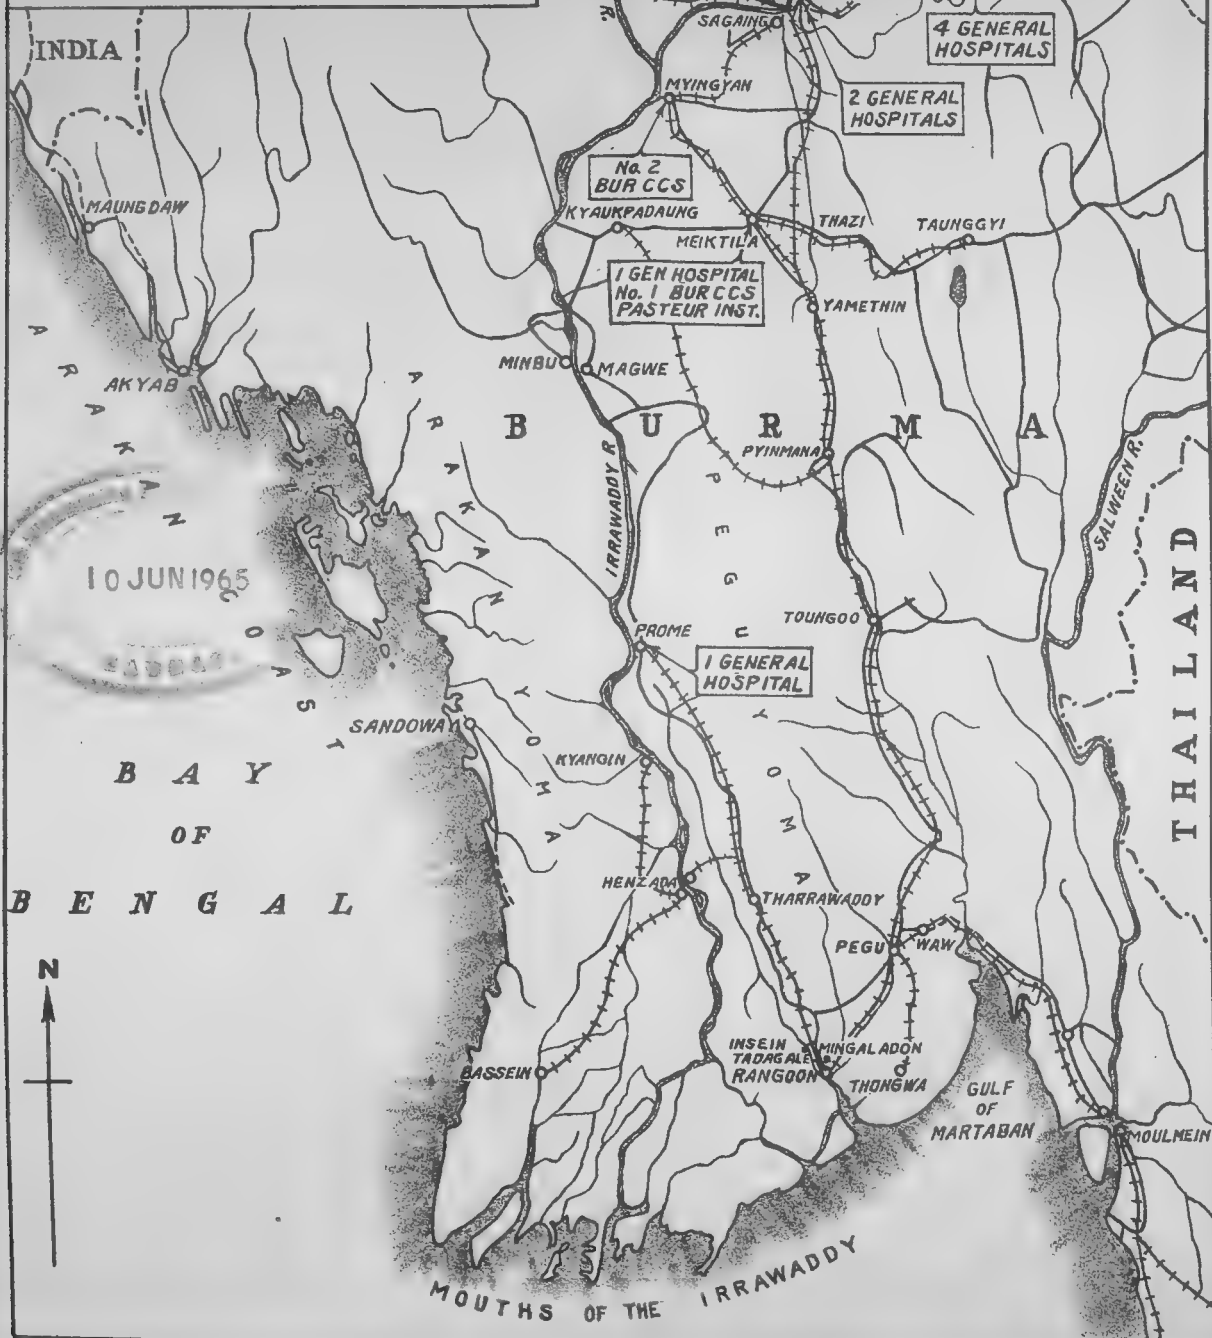 R.
SAGAING
4 GENERAL
HOSPITALS
INDIA
MYINGYAN
2 GENERAL
HOSPITALS
No. 2
BUR CCS
MAUNGDAW
KYAUKPADAUNG
MEIKTILA
THAZI
TAUNGGYI
1 GEN HOSPITAL
No. 1 BUR CCS
PASTEUR INST.
YAMETHIN
MINBU
MAGWE
AKYAB
ARAKAN COAST
ARAKAN YOMA
BURMA
PYINMANA
PEGU YOMA
IRRAWADDY R
SALWEEN R.
THAILAND
10 JUN 1965
TOUNGOO
PROME
1 GENERAL
HOSPITAL
SANDOWAY
KYANGIN
BAY
OF
BENGAL
HENZADA
THARRAWADDY
PEGU
WAW
N
INSEIN
TADAGALE
MINGALADON
RANGOON
BASSEIN
THONGWA
GULF
OF
MARTABAN
MOULMEIN
MOUTHS OF THE IRRAWADDY